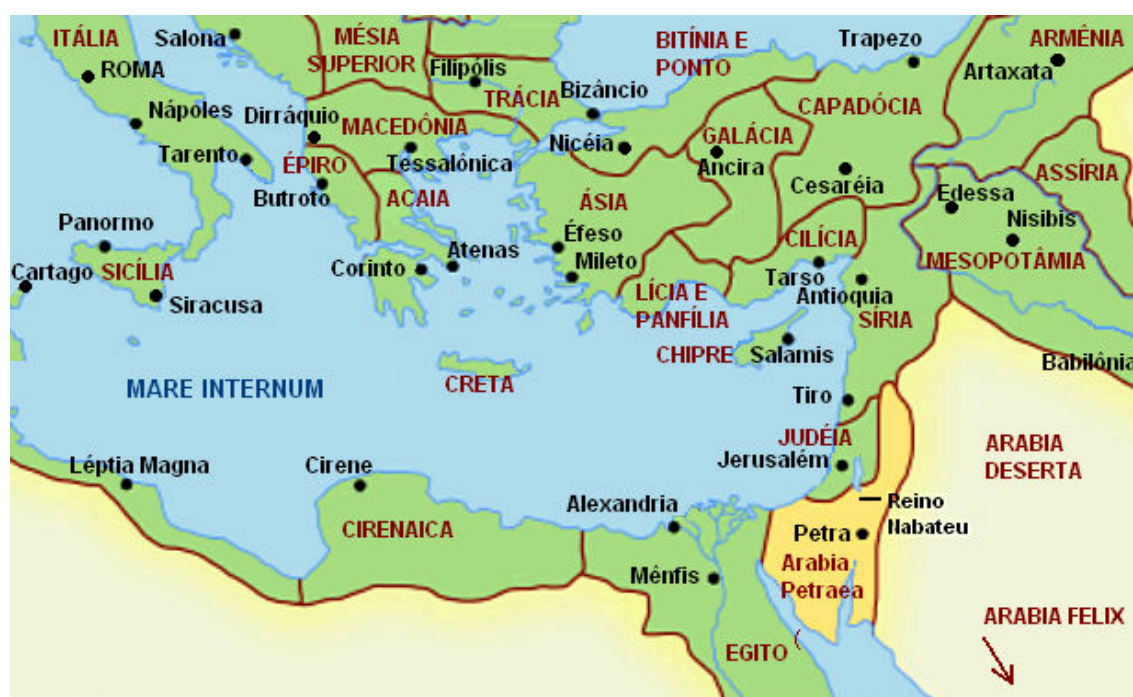 ITÁLIA
Salona
MÉSIA
SUPERIOR
BITÍNIA E
PONTO
Trapezo
ARMÊNIA
ROMA
Filipólis
Artaxata
TRÁCIA
Bizâncio
CAPADÓCIA
Nápoles
Dirráquio
MACEDÔNIA
GALÁCIA
Nicéia
Tarento
ÉPIRO
Tessalônica
Ancira
Cesaréia
ASSÍRIA
Butroto
ACAIA
ÁSIA
Edessa
Nisibis
Panormo
Éfeso
CILÍCIA
Atenas
MESOPOTÂMIA
Cartago
SICÍLIA
Corinto
Mileto
Tarso
Siracusa
LÍCIA E
PANFÍLIA
Antioquia
SÍRIA
CHIPRE
Salamis
Babilônia
MARE INTERNUM
CRETA
Tiro
JUDÉIA
ARABIA
DESERTA
Léptia Magna
Cirene
Jerusalém
Alexandria
Reino
Nabateu
CIRENAICA
Petra
Arabia
Petraea
Mênfis
ARABIA FELIX
EGITO